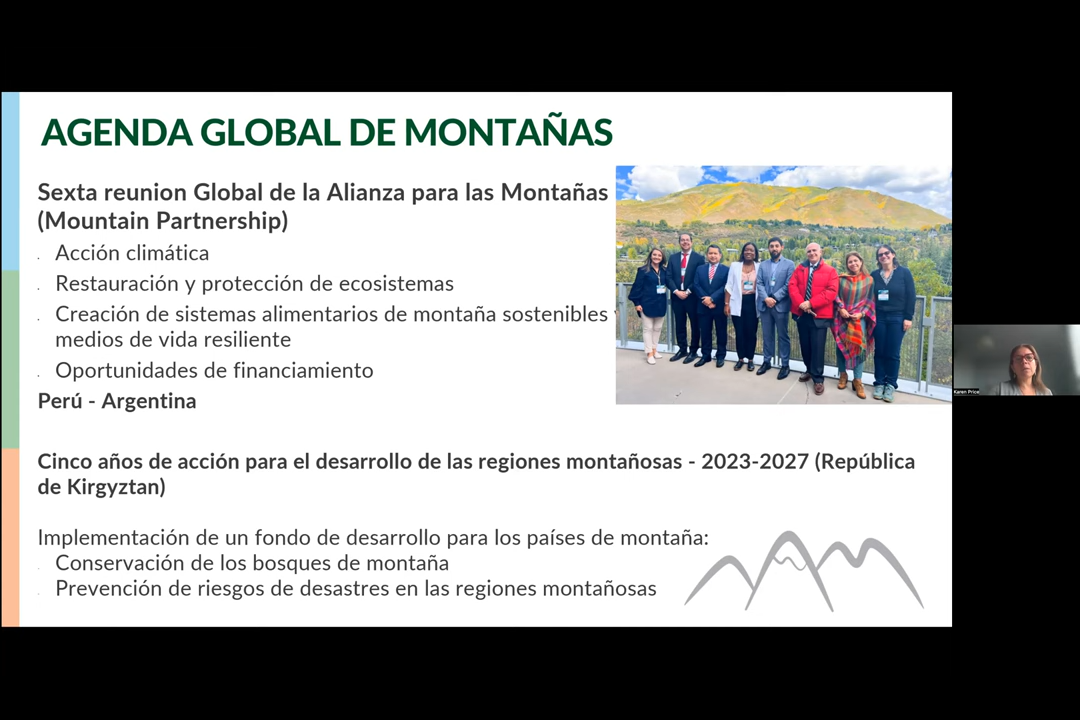 AGENDA GLOBAL DE MONTAÑAS
Sexta reunion Global de la Alianza para las Montañas
(Mountain Partnership)
Acción climática
Restauración y protección de ecosistemas
Creación de sistemas alimentarios de montaña sostenibles
medios de vida resiliente
Oportunidades de financiamiento
Perú - Argentina
Cinco años de acción para el desarrollo de las regiones montañosas - 2023-2027 (República
de Kirgyztan)
Implementación de un fondo de desarrollo para los países de montaña:
Conservación de los bosques de montaña
Prevención de riesgos de desastres en las regiones montañosas
Karen Price